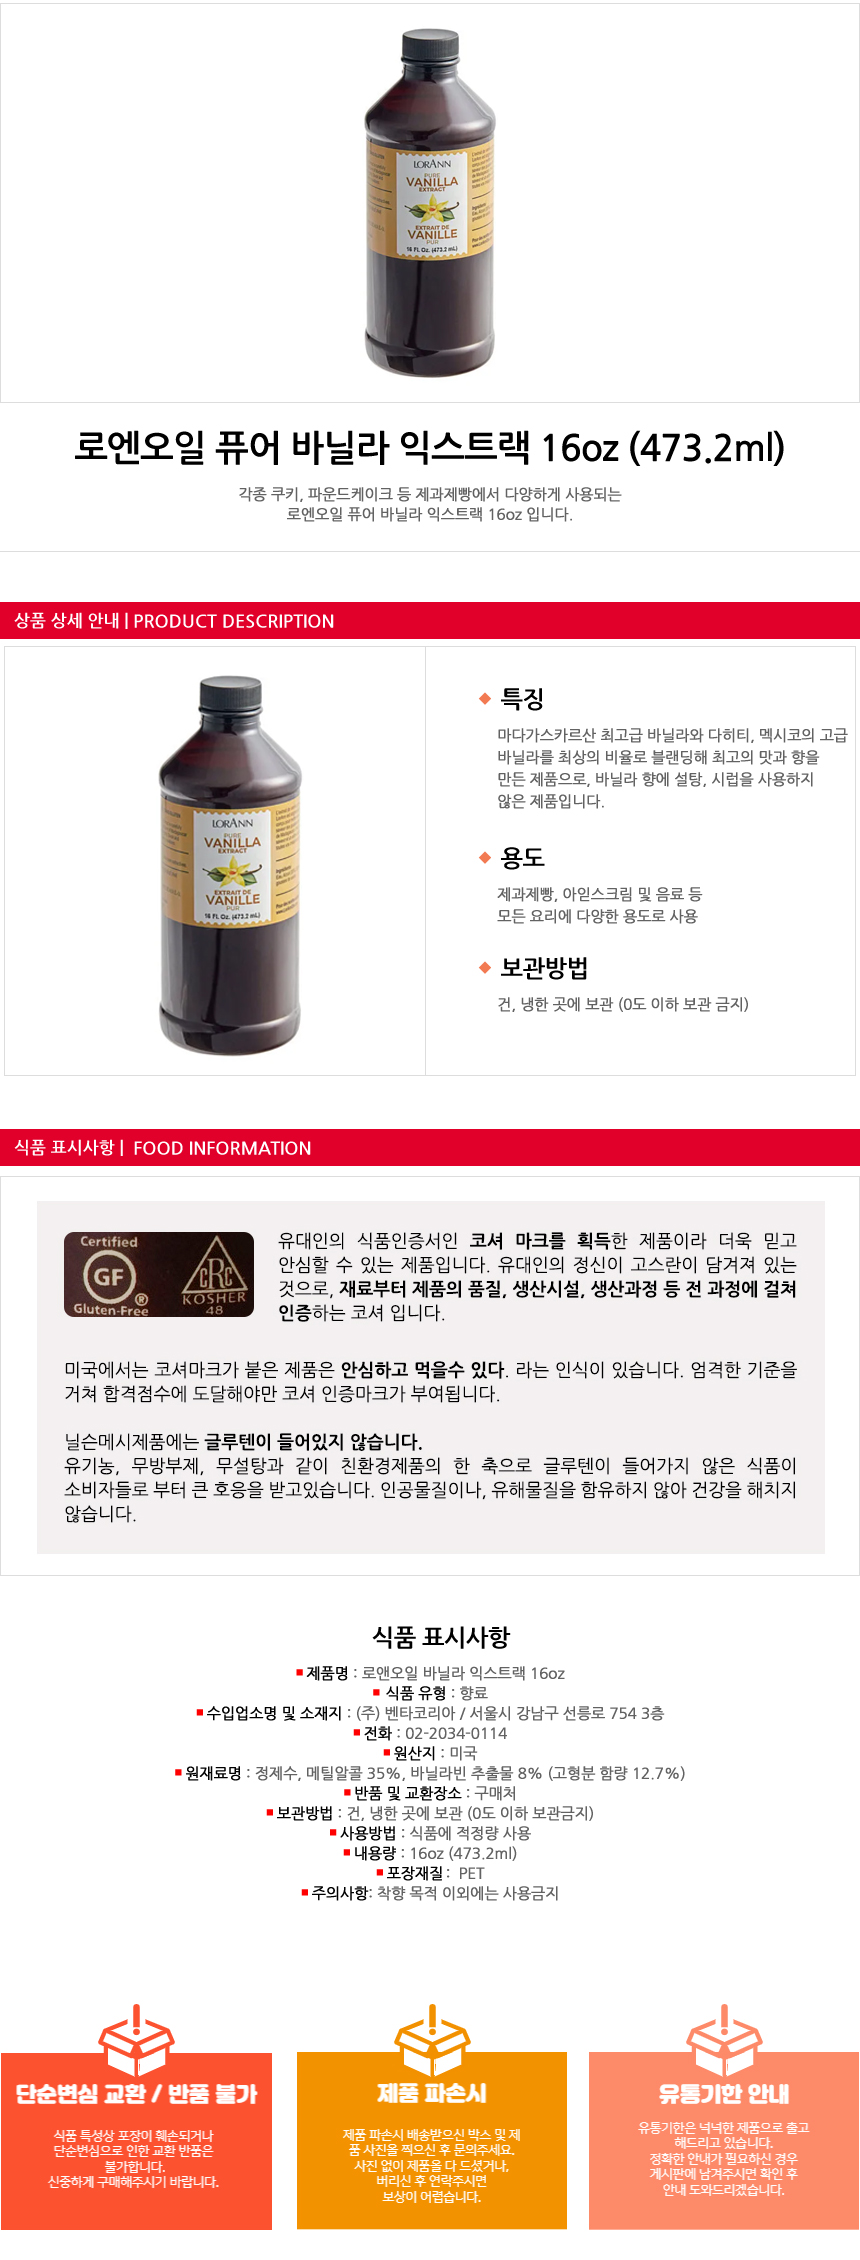 LORANN
PURE
VANILLA
EXTRACT
EXTRAIT DE
VANILLE
PUR
16 Fl. Oz. (473.2 mL)
로엔오일 퓨어 바닐라 익스트랙 16oz (473.2ml)
각종 쿠키, 파운드케이크 등 제과제빵에서 다양하게 사용되는
로엔오일 퓨어 바닐라 익스트랙 16oz 입니다.
상품 상세 안내 | PRODUCT DESCRIPTION
LORANN
PURE
VANILLA
EXTRACT
EXTRAIT DE
VANILLE
PUR
16 Fl. Oz. (473.2 mL)
특징
마다가스카르산 최고급 바닐라와 다히티, 멕시코의 고급
바닐라를 최상의 비율로 블랜딩해 최고의 맛과 향을
만든 제품으로, 바닐라 향에 설탕, 시럽을 사용하지
않은 제품입니다.
용도
제과제빵, 아읻스크림 및 음료 등
모든 요리에 다양한 용도로 사용
보관방법
건, 냉한 곳에 보관 (0도 이하 보관 금지)
식품 표시사항 | FOOD INFORMATION
Certified
GF
Gluten-Free
®
CRC
KOSHER
48
유대인의 식품인증서인 코셔 마크를 획득한 제품이라 더욱 믿고
안심할 수 있는 제품입니다. 유대인의 정신이 고스란이 담겨져 있는
것으로, 재료부터 제품의 품질, 생산시설, 생산과정 등 전 과정에 걸쳐
인증하는 코셔 입니다.
미국에서는 코셔마크가 붙은 제품은 안심하고 먹을수 있다. 라는 인식이 있습니다. 엄격한 기준을
거쳐 합격점수에 도달해야만 코셔 인증마크가 부여됩니다.
닐슨메시제품에는 글루텐이 들어있지 않습니다.
유기농, 무방부제, 무설탕과 같이 친환경제품의 한 축으로 글루텐이 들어가지 않은 식품이
소비자들로 부터 큰 호응을 받고있습니다. 인공물질이나, 유해물질을 함유하지 않아 건강을 해치지
않습니다.
식품 표시사항
제품명 : 로앤오일 바닐라 익스트랙 16oz
식품 유형 : 향료
수입업소명 및 소재지 : (주) 벤타코리아 / 서울시 강남구 선릉로 754 3층
전화 : 02-2034-0114
원산지 : 미국
원재료명 : 정제수, 메틸알콜 35%, 바닐라빈 추출물 8% (고형분 함량 12.7%)
반품 및 교환장소 : 구매처
보관방법 : 건, 냉한 곳에 보관 (0도 이하 보관금지)
사용방법 : 식품에 적정량 사용
내용량 : 16oz (473.2ml)
포장재질 : PET
주의사항: 착향 목적 이외에는 사용금지
단순변심 교환 / 반품 불가
식품 특성상 포장이 훼손되거나
단순변심으로 인한 교환 반품은
불가합니다.
신중하게 구매해주시기 바랍니다.
제품 파손시
제품 파손시 배송받으신 박스 및 제
품 사진을 찍으신 후 문의주세요.
사진 없이 제품을 다 드셨거나,
버리신 후 연락주시면
보상이 어렵습니다.
유통기한 안내
유통기한은 넉넉한 제품으로 출고
해드리고 있습니다.
정확한 안내가 필요하신 경우
게시판에 남겨주시면 확인 후
안내 도와드리겠습니다.